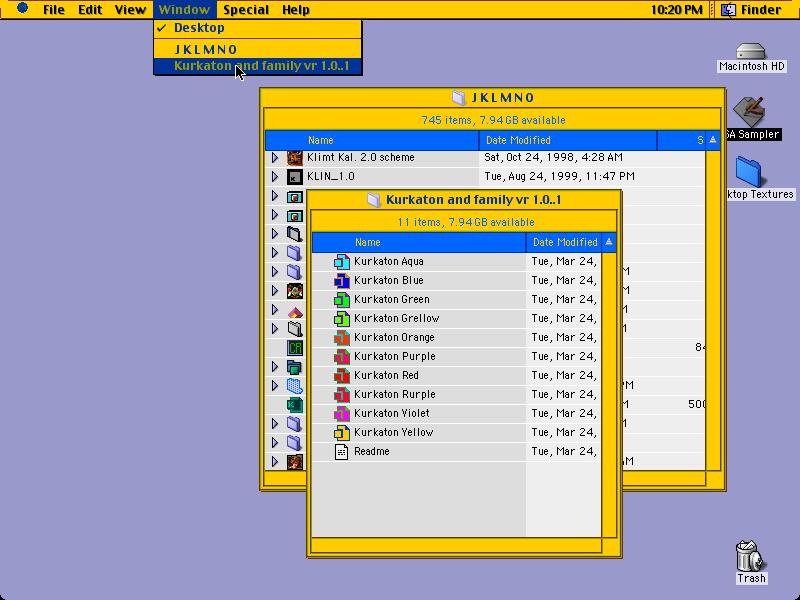 File Edit View Window Special Help 10:20 PM Finder
✓ Desktop
J K L M N O
Kurkaton and family vr 1.0..1
Macintosh HD
SA Sampler
ktop Textures
J K L M N O
745 items, 7.94 GB available
Name Date Modified S
Klimt Kal. 2.0 scheme Sat, Oct 24, 1998, 4:28 AM
KLIN_1.0 Tue, Aug 24, 1999, 11:47 PM
Kurkaton and family vr 1.0..1
11 items, 7.94 GB available
Name Date Modified
Kurkaton Aqua Tue, Mar 24,
Kurkaton Blue Tue, Mar 24,
Kurkaton Green Tue, Mar 24,
Kurkaton Grellow Tue, Mar 24,
Kurkaton Orange Tue, Mar 24,
Kurkaton Purple Tue, Mar 24,
Kurkaton Red Tue, Mar 24,
Kurkaton Rurple Tue, Mar 24,
Kurkaton Violet Tue, Mar 24,
Kurkaton Yellow Tue, Mar 24,
Readme Tue, Mar 24,
Trash